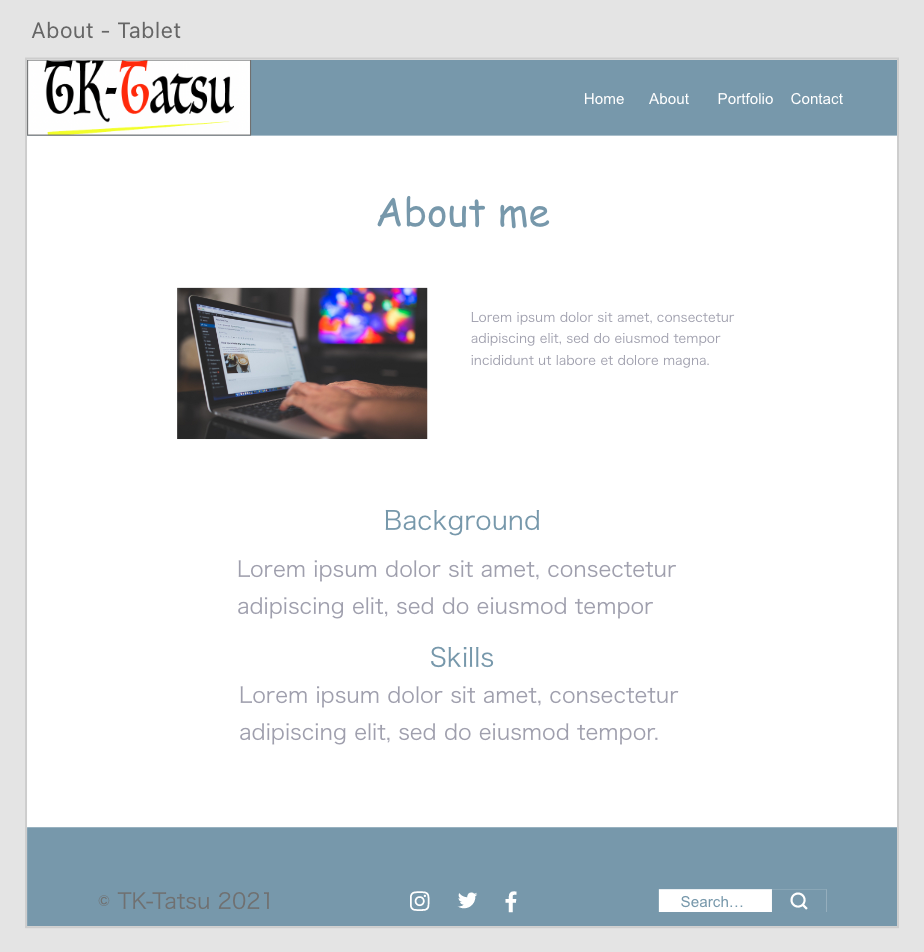 About - Tablet
TK-Tatsu
Home About Portfolio Contact
About me
Lorem ipsum dolor sit amet, consectetur
adipiscing elit, sed do eiusmod tempor
incididunt ut labore et dolore magna.
Background
Lorem ipsum dolor sit amet, consectetur
adipiscing elit, sed do eiusmod tempor
Skills
Lorem ipsum dolor sit amet, consectetur
adipiscing elit, sed do eiusmod tempor.
© TK-Tatsu 2021
Search...